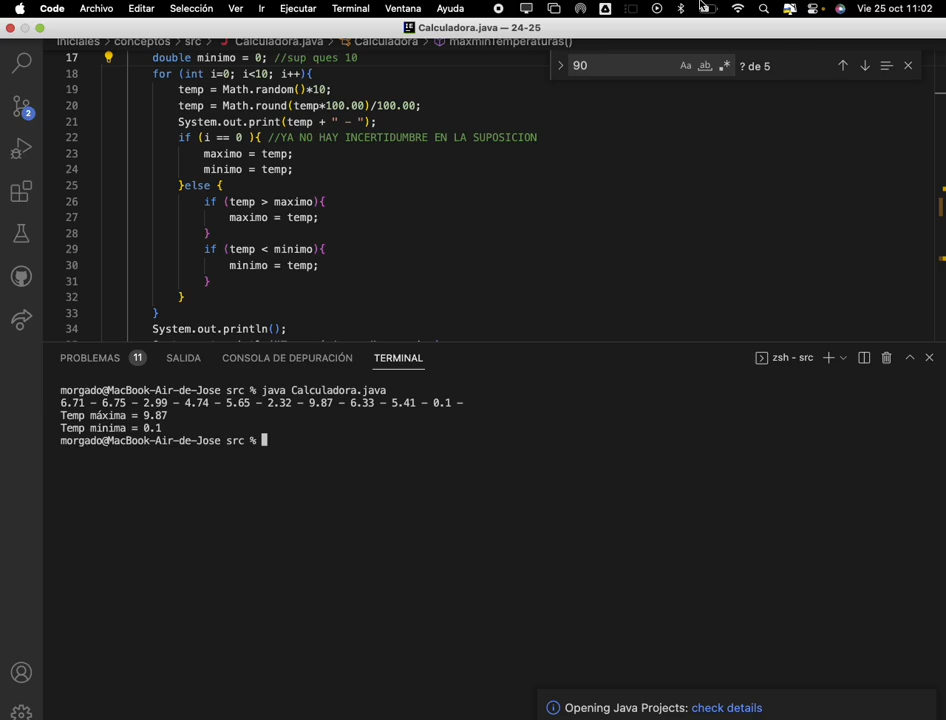 Code Archivo Editar Selección Ver Ir Ejecutar Terminal Ventana Ayuda Vie 25 oct 11:02
Calculadora.java — 24-25
Iniciales > conceptos > src > Calculadora.java > Calculadora > maxminTemperaturas()
90 Aa ab ? de 5
17 double minimo = 0; //sup ques 10
18 for (int i=0; i<10; i++){
19 temp = Math.random()*10;
20 temp = Math.round(temp*100.00)/100.00;
21 System.out.print(temp + " - ");
22 if (i == 0 ){ //YA NO HAY INCERTIDUMBRE EN LA SUPOSICION
23 maximo = temp;
24 minimo = temp;
25 }else {
26 if (temp > maximo){
27 maximo = temp;
28 }
29 if (temp < minimo){
30 minimo = temp;
31 }
32 }
33 }
34 System.out.println();
PROBLEMAS 11 SALIDA CONSOLA DE DEPURACIÓN TERMINAL zsh - src
morgado@MacBook-Air-de-Jose src % java Calculadora.java
6.71 - 6.75 - 2.99 - 4.74 - 5.65 - 2.32 - 9.87 - 6.33 - 5.41 - 0.1 -
Temp máxima = 9.87
Temp minima = 0.1
morgado@MacBook-Air-de-Jose src %
2
Opening Java Projects: check details